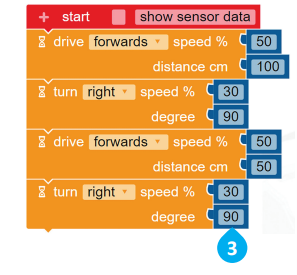 + start show sensor data
drive forwards speed % 50
distance cm 100
turn right speed % 30
degree 90
drive forwards speed % 50
distance cm 50
turn right speed % 30
degree 90
3